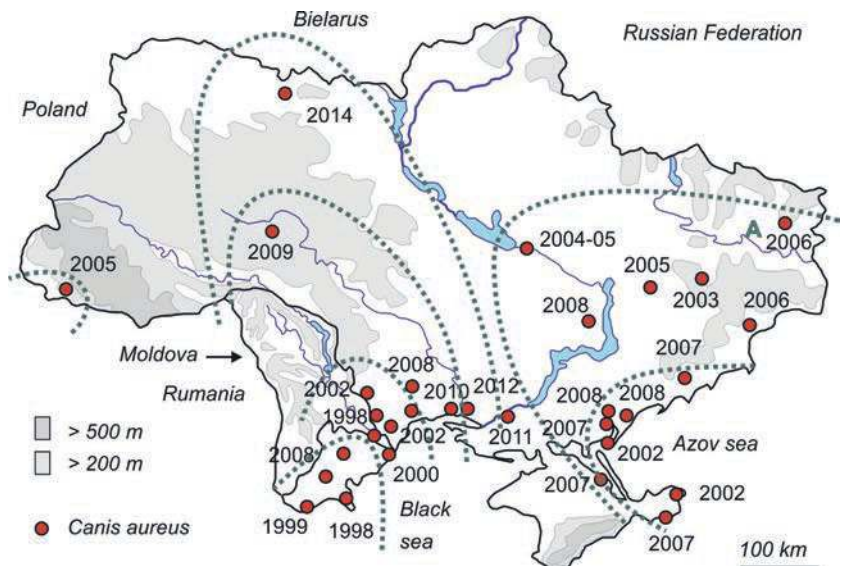 Bielarus
Russian Federation
Poland
2014
A
2009
2004-05
2006
2005
2005
2003
2006
2008
Moldova
Rumania
2008
2007
2002
2010
2012
2008
2008
1998
2002
2011
2007
Azov sea
> 500 m
> 200 m
2008
2000
2002
2007
2002
Canis aureus
1999
1998
Black
sea
2007
100 km